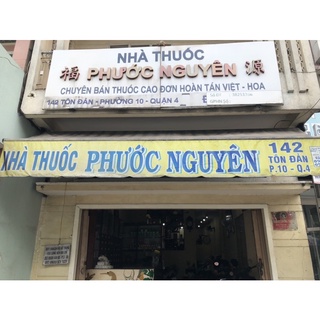 NHÀ THUỐC
福 PHƯỚC NGUYÊN 源
CHUYÊN BÁN THUỐC CAO ĐƠN HOÀN TÁN VIỆT - HOA
142 TÔN ĐẢN - PHƯỜNG 10 - QUẬN 4
NHÀ THUỐC PHƯỚC NGUYÊN
142
TÔN ĐẢN
P.10 - Q.4